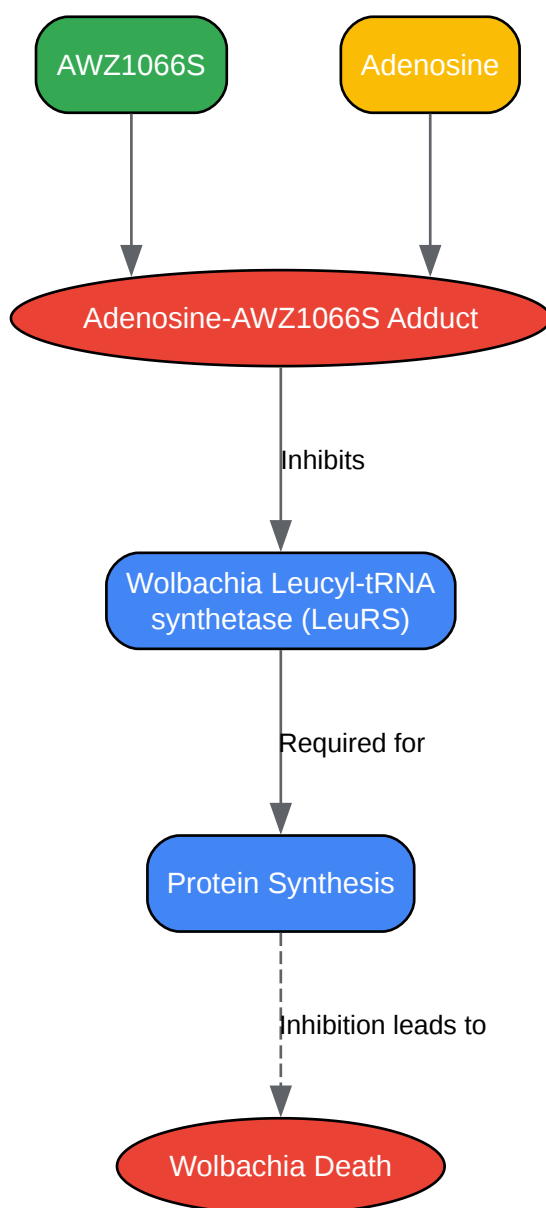 AWZ1066S
Adenosine
Adenosine-AWZ1066S Adduct
Inhibits
Wolbachia Leucyl-tRNA
synthetase (LeuRS)
Required for
Protein Synthesis
Inhibition leads to
Wolbachia Death